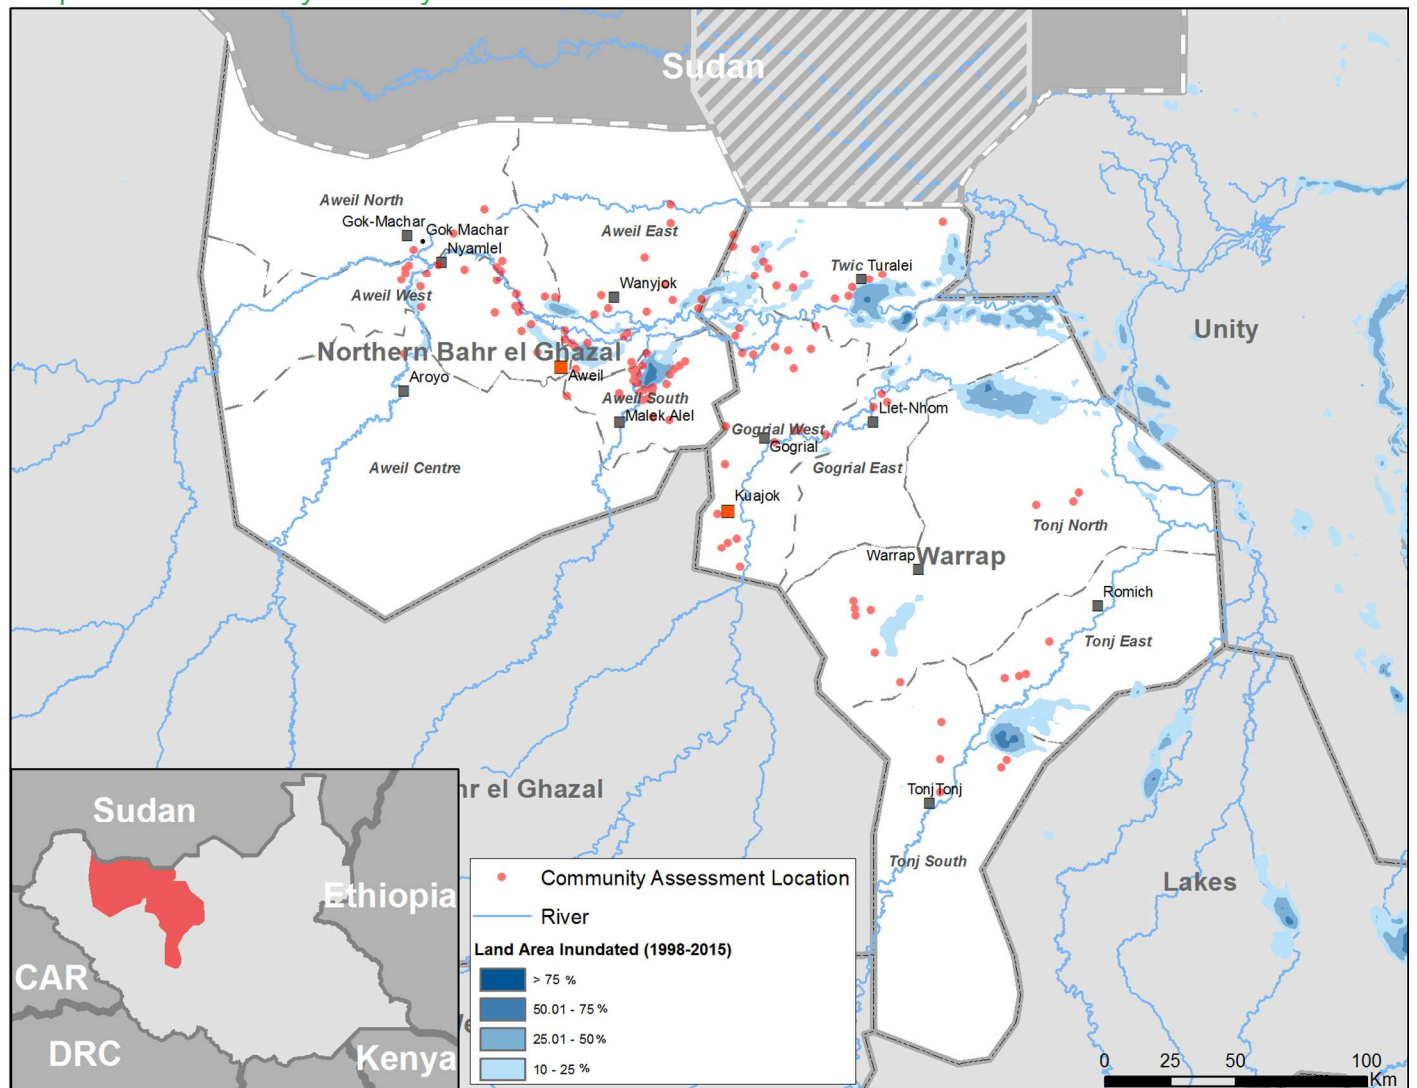 Sudan
Aweil North
Gok-Machar
Gok Machar
Nyamlel
Aweil East
Twic
Turalei
Wanyjok
Aweil West
Unity
Northern Bahr el Ghazal
Aweil
Aroyo
Aweil South
Malek Alel
Liet-Nhom
Gogrial West
Gogrial
Aweil Centre
Gogrial East
Kuajok
Tonj North
Warrap
Warrap
Romich
Tonj East
hr el Ghazal
Tonj
Tonj
Tonj South
Lakes
Sudan
Ethiopia
CAR
DRC
Kenya
Community Assessment Location
River
Land Area Inundated (1998-2015)
> 75 %
50.01 - 75 %
25.01 - 50 %
10 - 25 %
0 25 50 100
Km